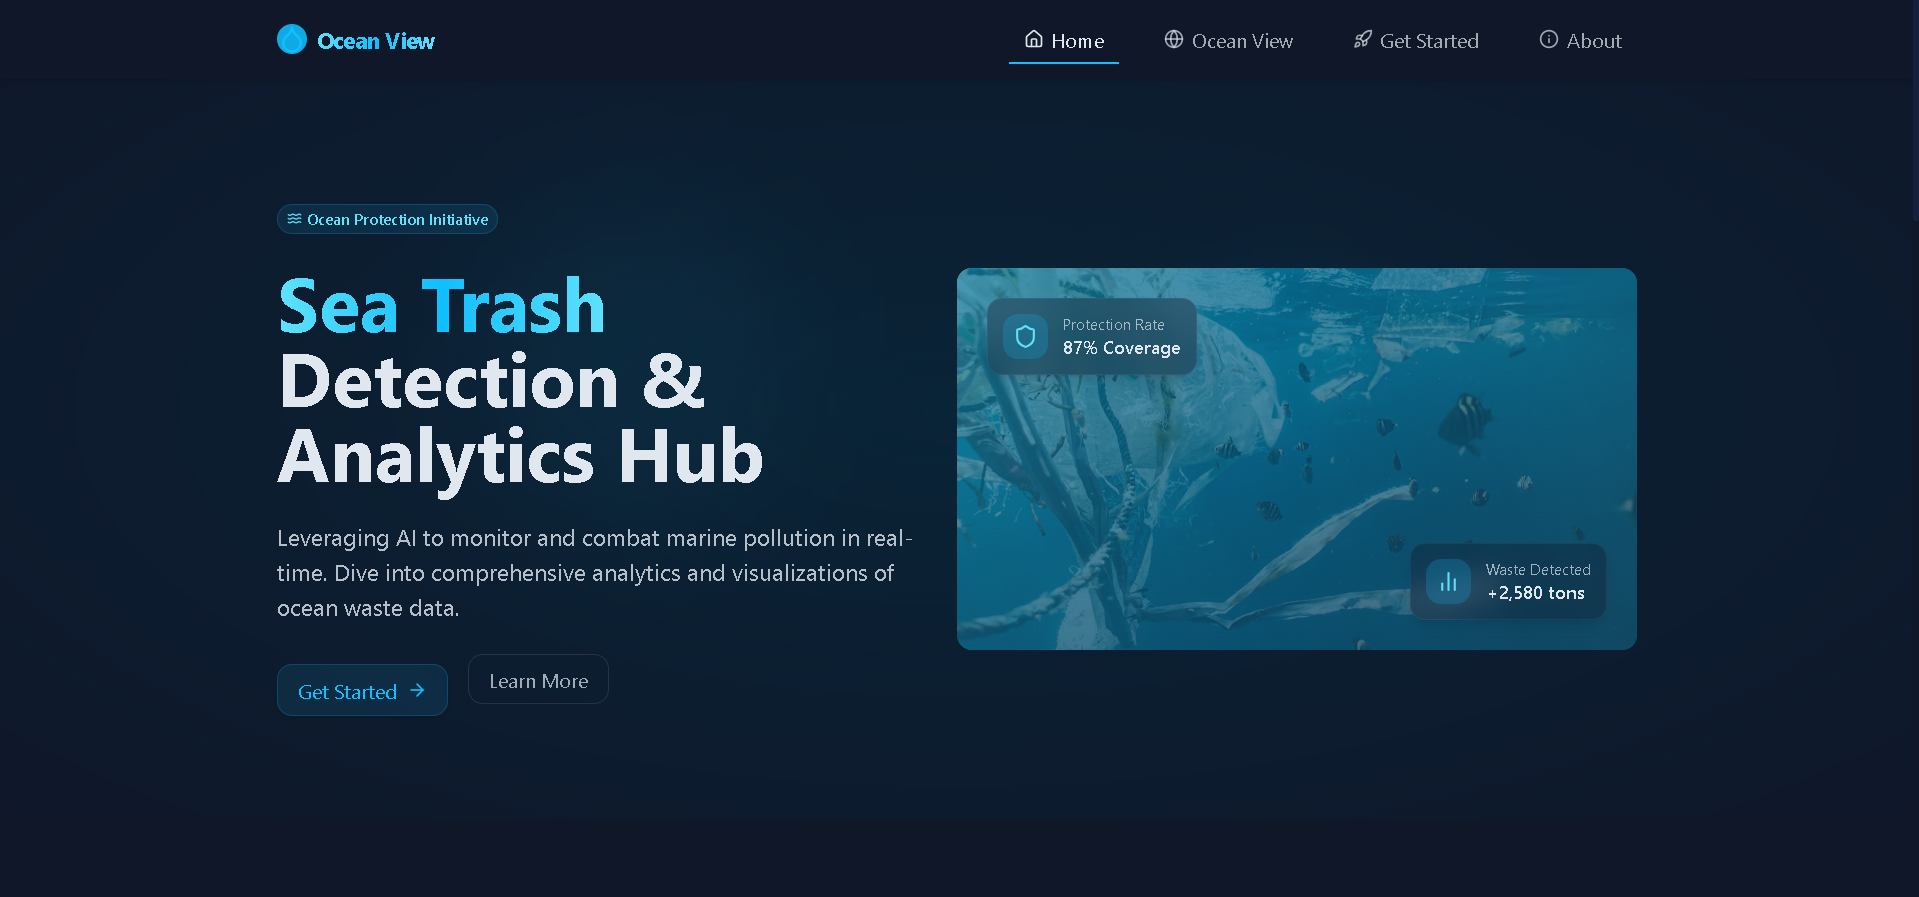 Ocean View
Home
Ocean View
Get Started
About
Ocean Protection Initiative
Sea Trash
Detection &
Analytics Hub
Leveraging AI to monitor and combat marine pollution in real-
time. Dive into comprehensive analytics and visualizations of
ocean waste data.
Get Started
Learn More
Protection Rate
87% Coverage
Waste Detected
+2,580 tons